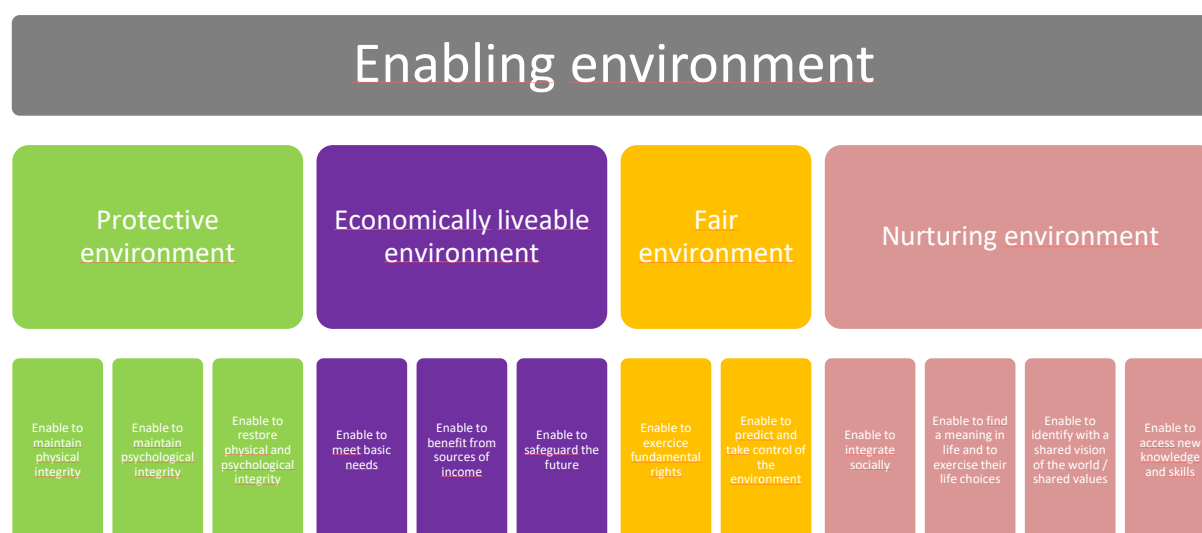 Enabling environment
Protective
environment
Economically liveable
environment
Fair
environment
Nurturing environment
Enable to
maintain
physical
integrity
Enable to
maintain
psychological
integrity
Enable to
restore
physical and
psychological
integrity
Enable to
meet basic
needs
Enable to
benefit from
sources of
income
Enable to
safeguard the
future
Enable to
exercice
fundamental
rights
Enable to
predict and
take control of
the
environment
Enable to
integrate
socially
Enable to find
a meaning in
life and to
exercise their
life choices
Enable to
identify with a
shared vision
of the world /
shared values
Enable to
access new
knowledge
and skills